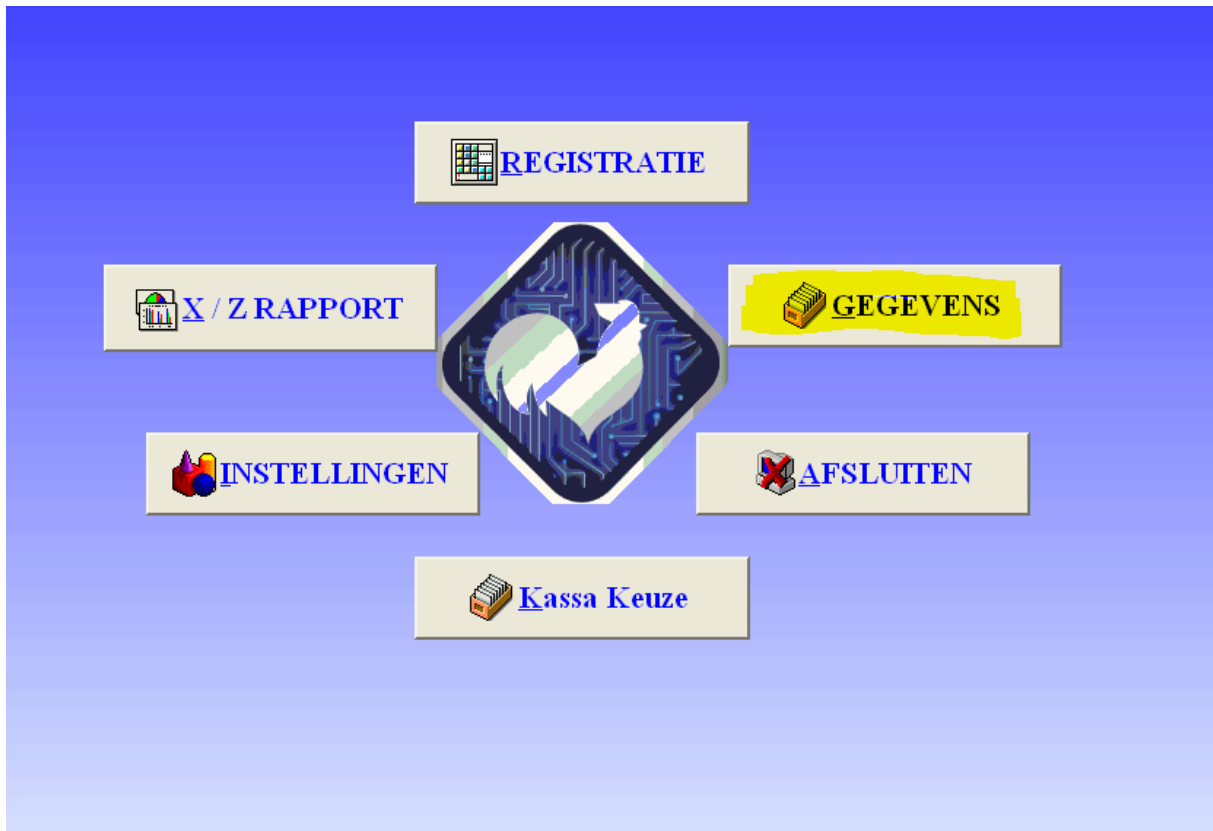 REGISTRATIE
X / Z RAPPORT
GEGEVENS
INSTELLINGEN
AFSLUITEN
Kassa Keuze